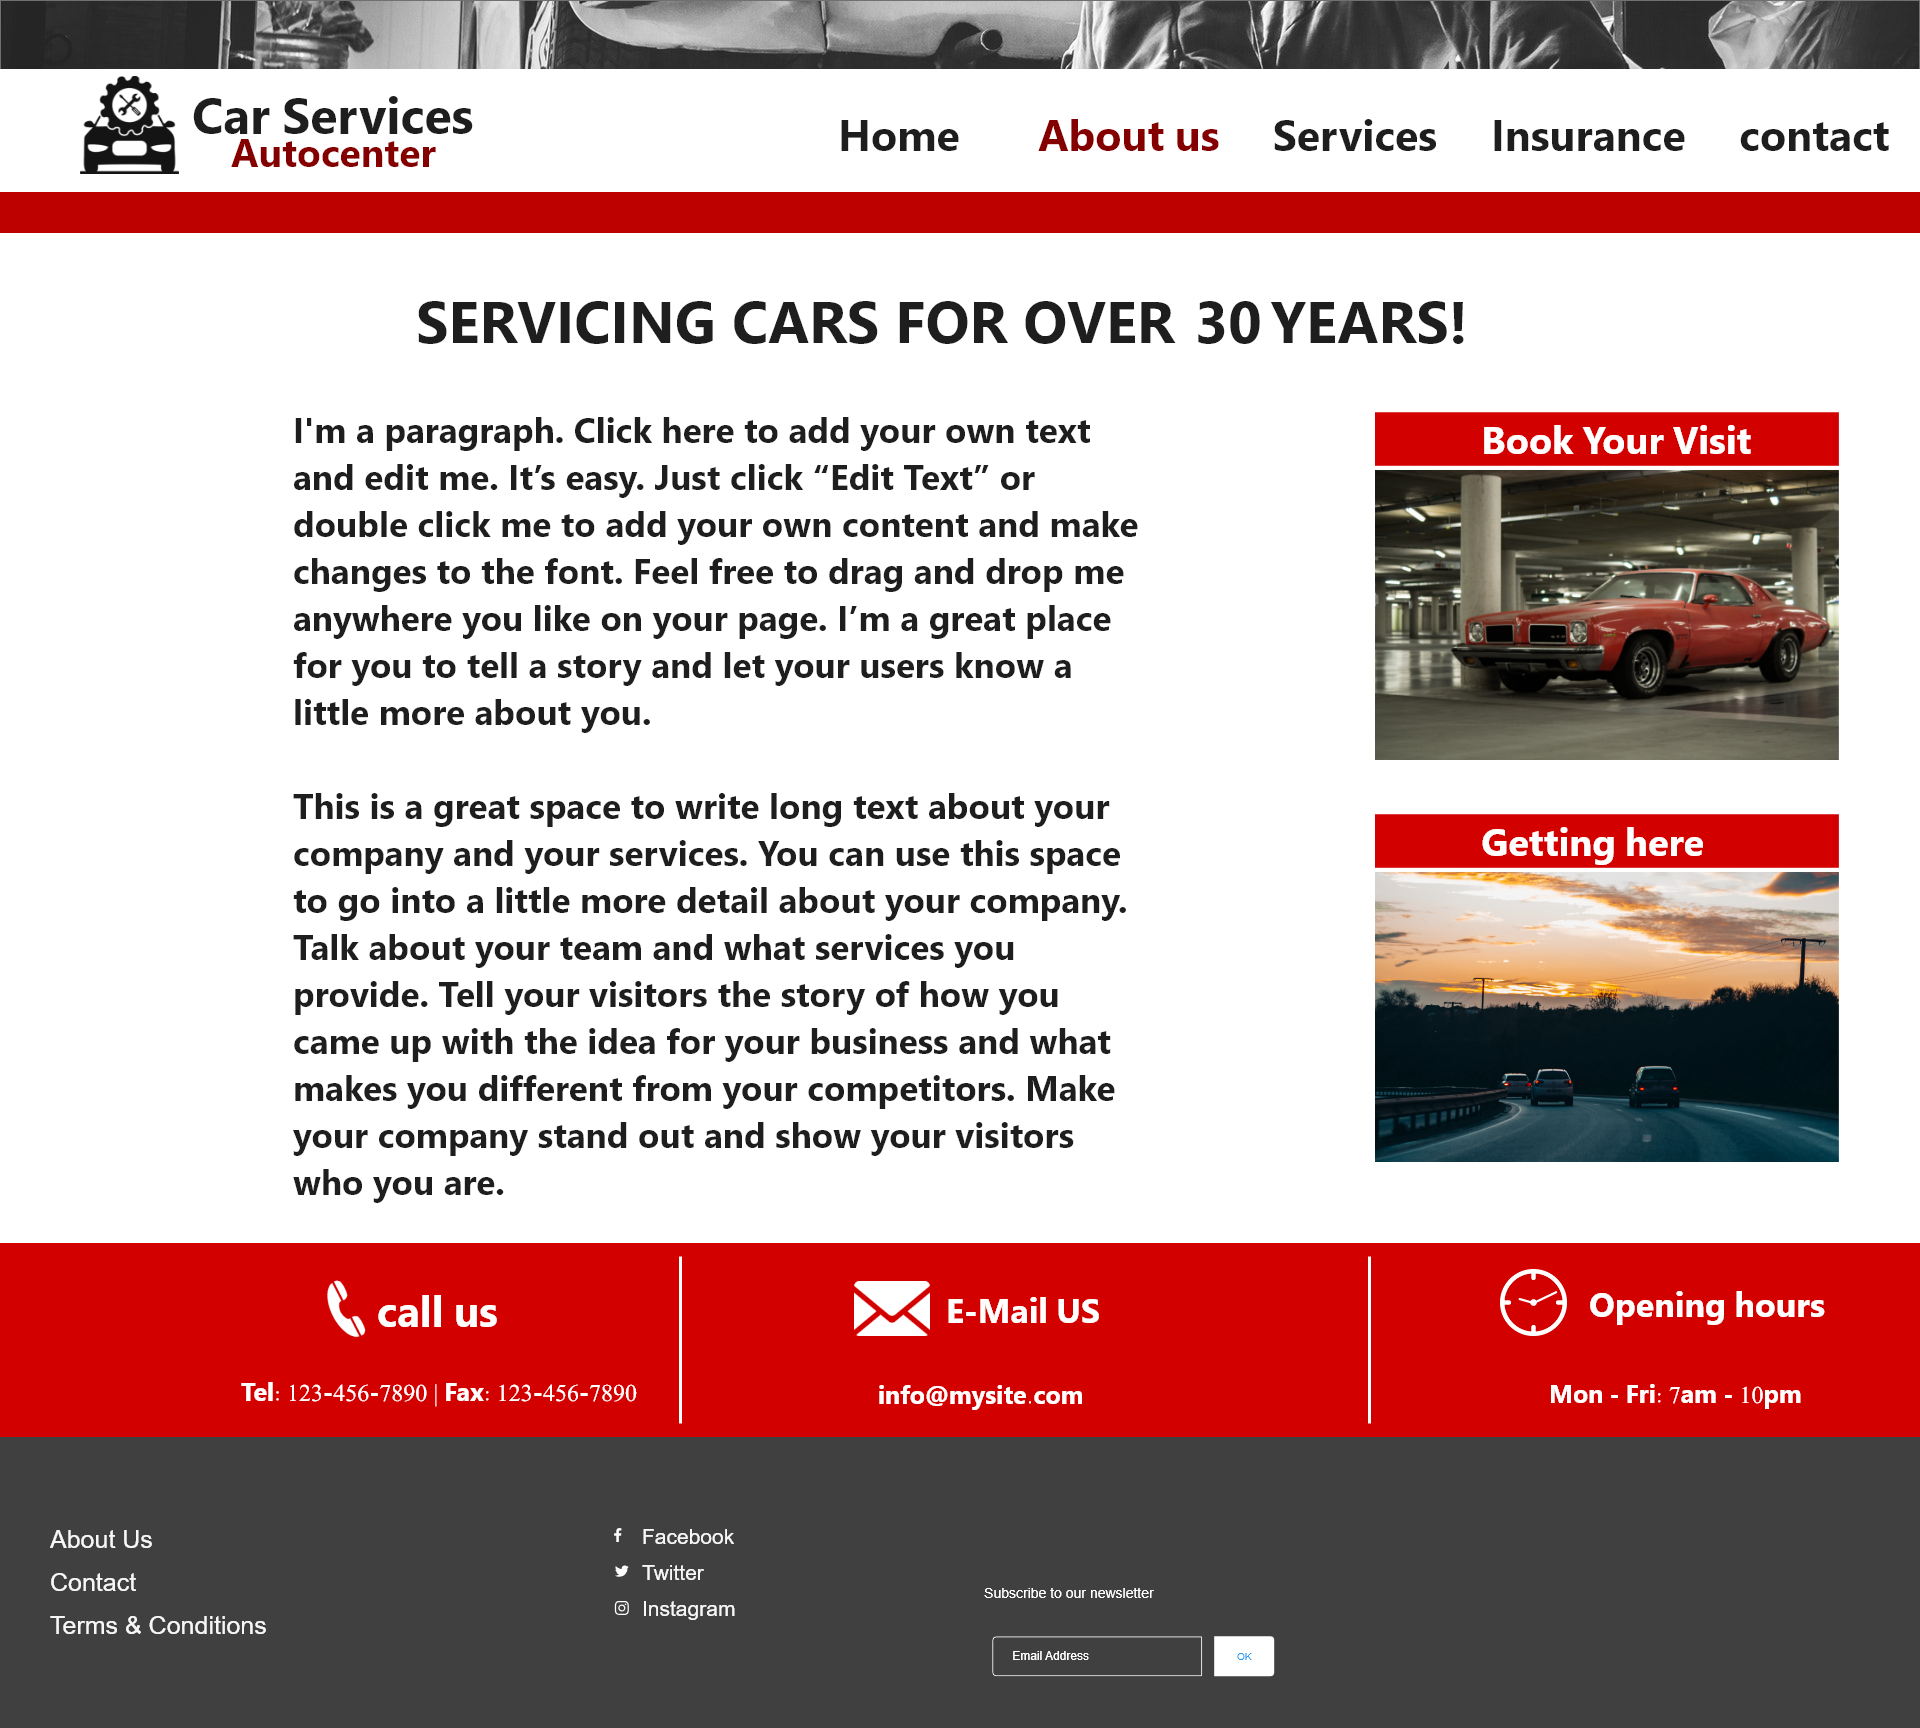 Car Services
Autocenter
Home About us Services Insurance contact
SERVICING CARS FOR OVER 30 YEARS!
I'm a paragraph. Click here to add your own text
and edit me. It’s easy. Just click “Edit Text” or
double click me to add your own content and make
changes to the font. Feel free to drag and drop me
anywhere you like on your page. I’m a great place
for you to tell a story and let your users know a
little more about you.
This is a great space to write long text about your
company and your services. You can use this space
to go into a little more detail about your company.
Talk about your team and what services you
provide. Tell your visitors the story of how you
came up with the idea for your business and what
makes you different from your competitors. Make
your company stand out and show your visitors
who you are.
Book Your Visit
Getting here
call us
Tel: 123-456-7890 | Fax: 123-456-7890
E-Mail US
info@mysite.com
Opening hours
Mon - Fri: 7am - 10pm
About Us
Contact
Terms & Conditions
Facebook
Twitter
Instagram
Subscribe to our newsletter
Email Address
OK